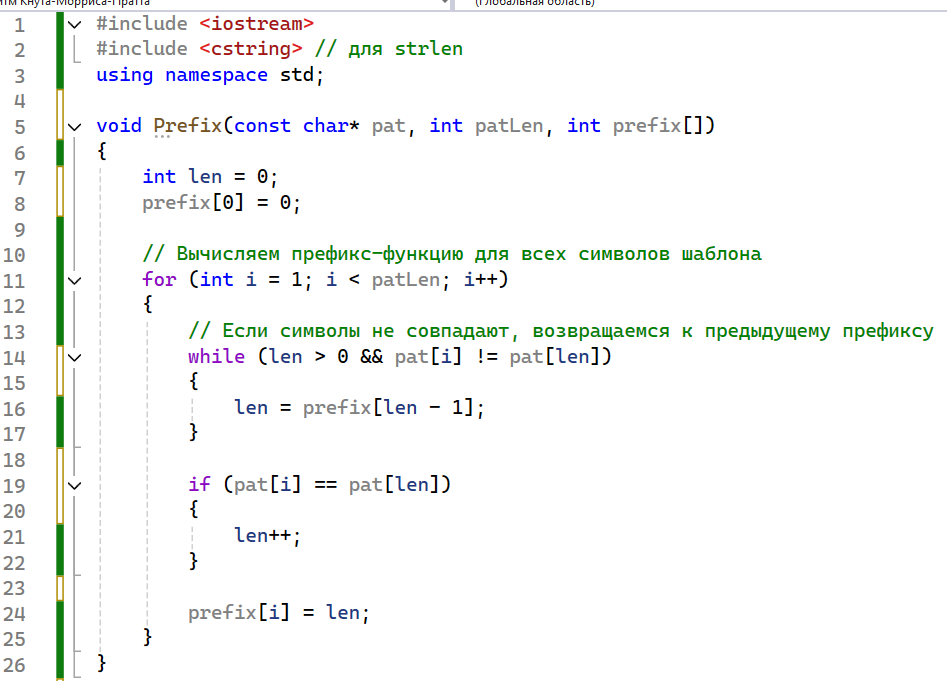 Кнута-Морриса-Пратта (Глобальная область)
1 #include <iostream>
2 #include <cstring> // для strlen
3 using namespace std;
4
5 void Prefix(const char* pat, int patLen, int prefix[])
6 {
7 int len = 0;
8 prefix[0] = 0;
9
10 // Вычисляем префикс-функцию для всех символов шаблона
11 for (int i = 1; i < patLen; i++)
12 {
13 // Если символы не совпадают, возвращаемся к предыдущему префиксу
14 while (len > 0 && pat[i] != pat[len])
15 {
16 len = prefix[len - 1];
17 }
18
19 if (pat[i] == pat[len])
20 {
21 len++;
22 }
23
24 prefix[i] = len;
25 }
26 }